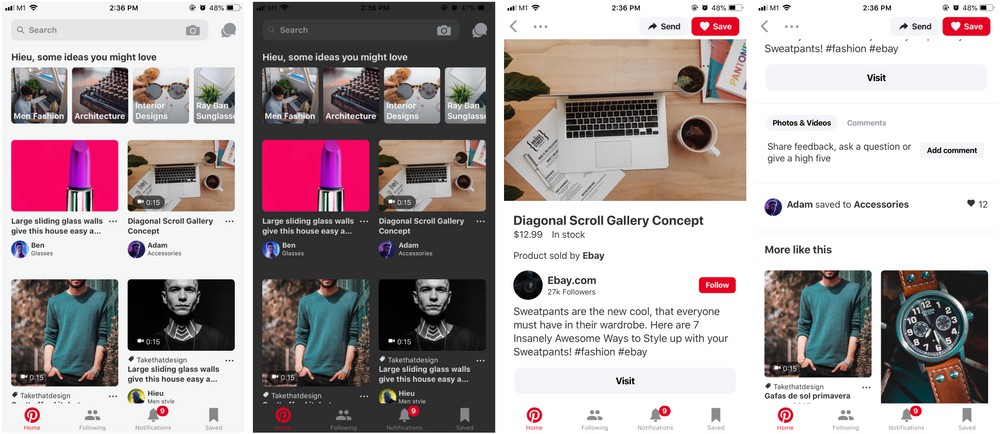 M1
2:36 PM
48%
Search
Hieu, some ideas you might love
Men Fashion
Architecture
Interior
Designs
Ray Ban
Sunglasse
0:15
Large sliding glass walls
give this house easy a...
Ben
Glasses
Diagonal Scroll Gallery
Concept
Adam
Accessories
0:15
Takethatdesign
Large sliding glass walls
give this house easy a...
Hieu
Men style
9
Home
Following
Notifications
Saved
M1
2:36 PM
47%
Search
Hieu, some ideas you might love
Men Fashion
Architecture
Interior
Designs
Ray Ban
Sunglasse
0:15
Large sliding glass walls
give this house easy a...
Ben
Glasses
Diagonal Scroll Gallery
Concept
Adam
Accessories
0:15
Takethatdesign
Large sliding glass walls
give this house easy a...
Hieu
Men style
9
Home
Following
Notifications
Saved
M1
2:36 PM
48%
Send
Save
PANTONE
Diagonal Scroll Gallery Concept
$12.99 In stock
Product sold by Ebay
Ebay.com
27k Followers
Follow
Sweatpants are the new cool, that everyone
must have in their wardrobe. Here are 7
Insanely Awesome Ways to Style up with your
Sweatpants! #fashion #ebay
Visit
9
Home
Following
Notifications
Saved
M1
2:36 PM
48%
Send
Save
Sweatpants! #fashion #ebay
Visit
Photos & Videos
Comments
Share feedback, ask a question or
give a high five
Add comment
Adam saved to Accessories
12
More like this
0:15
Takethatdesign
Gafas de sol primavera
9
Home
Following
Notifications
Saved